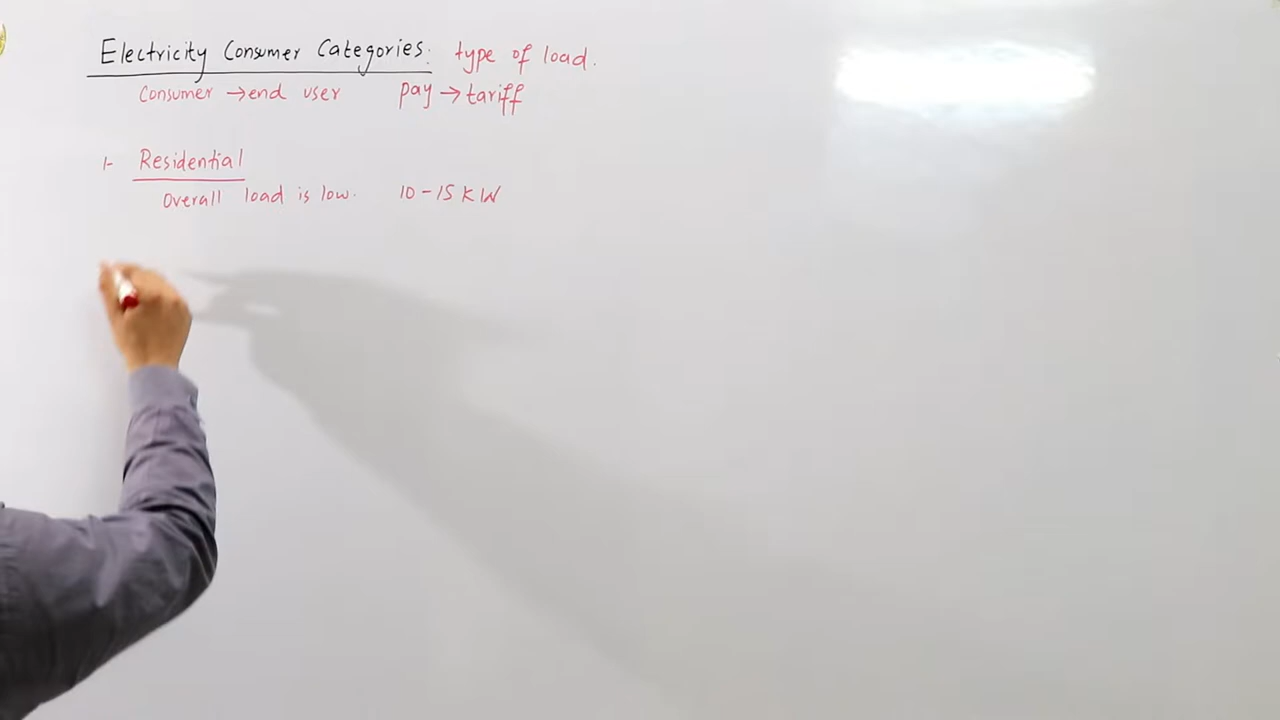 Electricity Consumer Categories: type of load.
Consumer → end user pay → tariff
1- Residential
Overall load is low. 10-15 KW